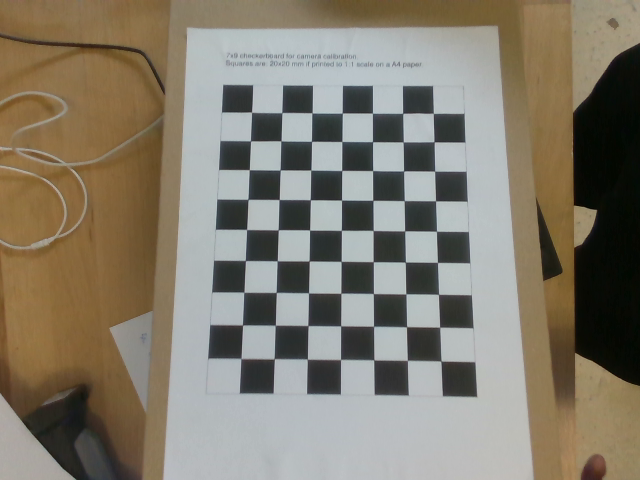 7x9 checkerboard for camera calibration.
Squares are: 20x20 mm if printed to 1:1 scale on a A4 paper.